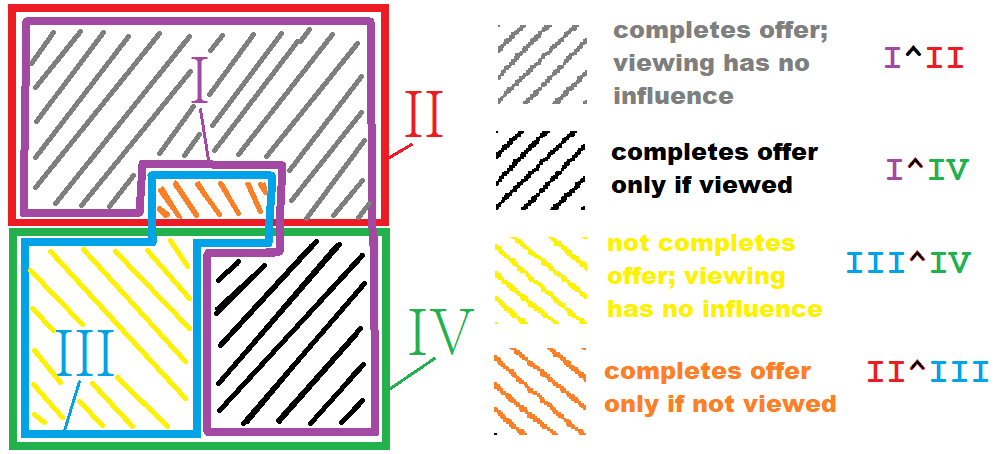 I
II
III
IV
completes offer;
viewing has no
influence
I^II
completes offer
only if viewed
I^IV
not completes
offer; viewing
has no influence
III^IV
completes offer
only if not viewed
II^III